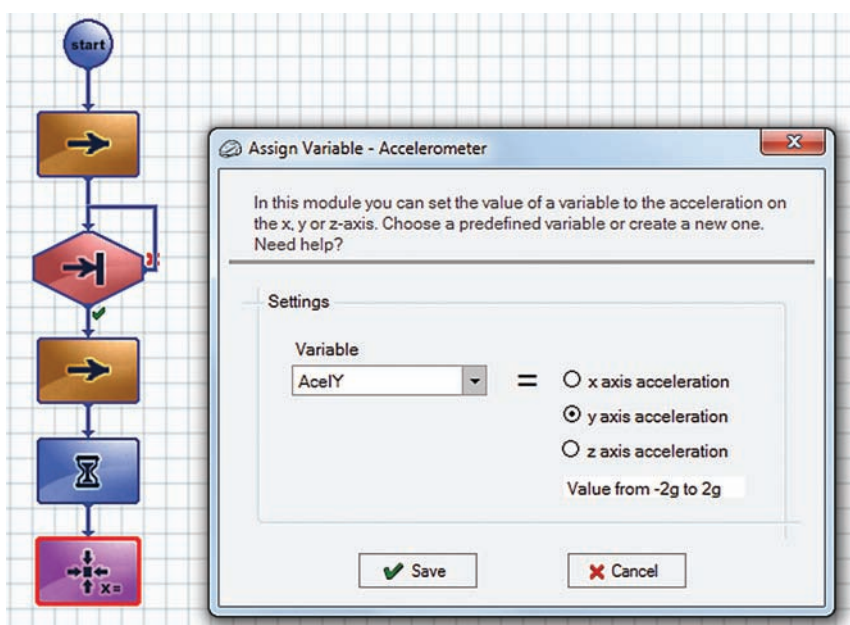 start
Assign Variable - Accelerometer
In this module you can set the value of a variable to the acceleration on
the x, y or z-axis. Choose a predefined variable or create a new one.
Need help?
Settings
Variable
AcelY
=
x axis acceleration
y axis acceleration
z axis acceleration
Value from -2g to 2g
Save
Cancel
x=